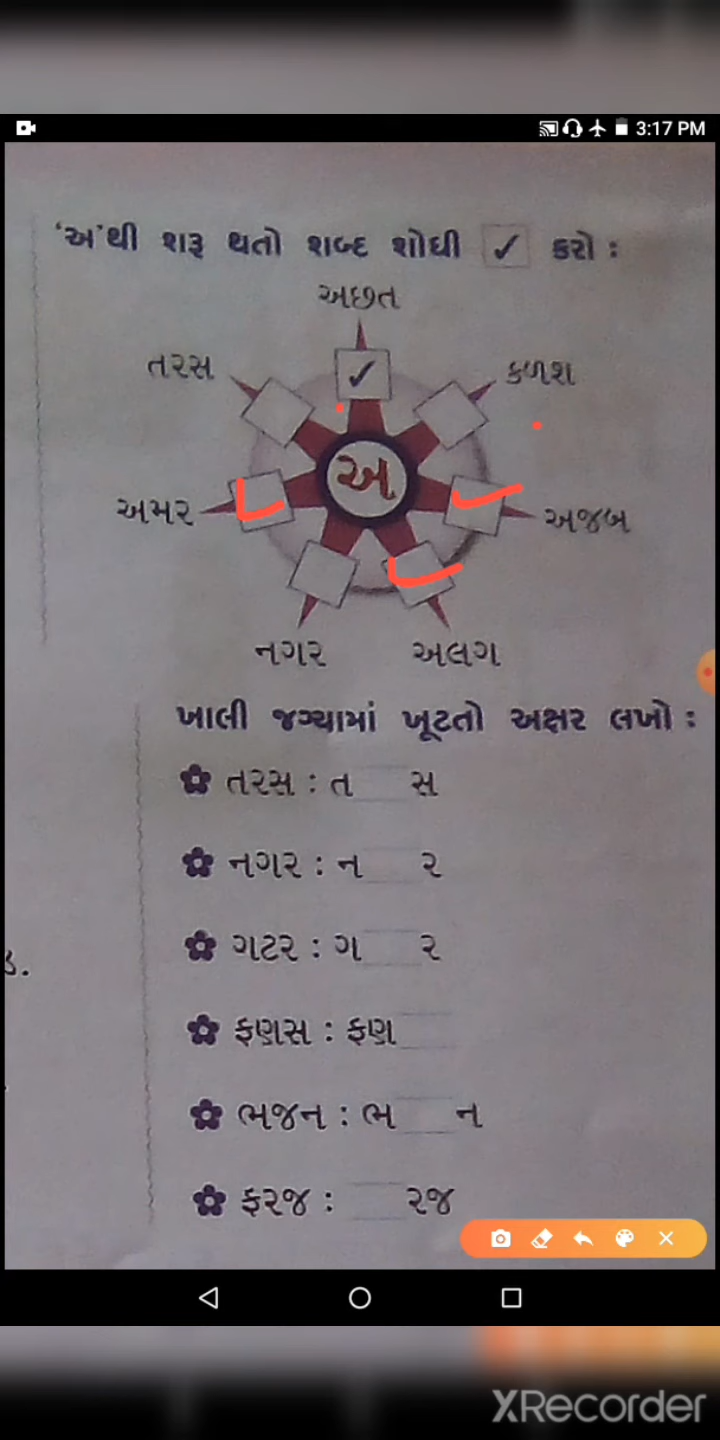 3:17 PM
'અ'થી શરૂ થતો શબ્દ શોધી ✓ કરો :
અછત
તરસ
કળશ
અ
અમર
અજબ
નગર
અલગ
ખાલી જગ્યામાં ખૂટતો અક્ષર લખો :
તરસ : ત સ
નગર : ન ર
ગટર : ગ ર
ફણસ : ફણ
ભજન : ભ ન
ફરજ : રજ
XRecorder